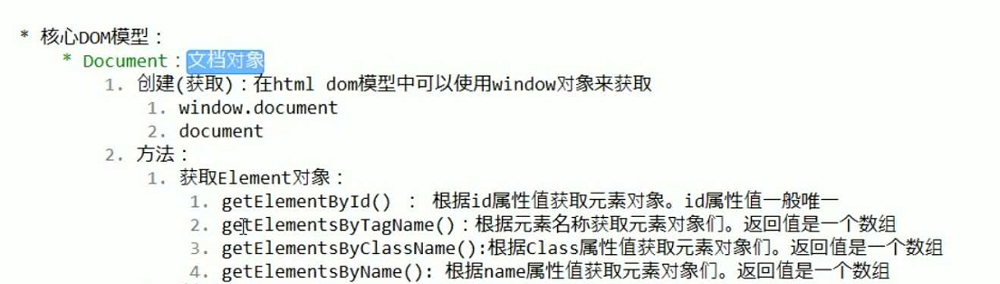 * 核心DOM模型：
* Document：文档对象
1. 创建(获取)：在html dom模型中可以使用window对象来获取
1. window.document
2. document
2. 方法：
1. 获取Element对象：
1. getElementById() ： 根据id属性值获取元素对象。id属性值一般唯一
2. getElementsByTagName()：根据元素名称获取元素对象们。返回值是一个数组
3. getElementsByClassName():根据Class属性值获取元素对象们。返回值是一个数组
4. getElementsByName(): 根据name属性值获取元素对象们。返回值是一个数组